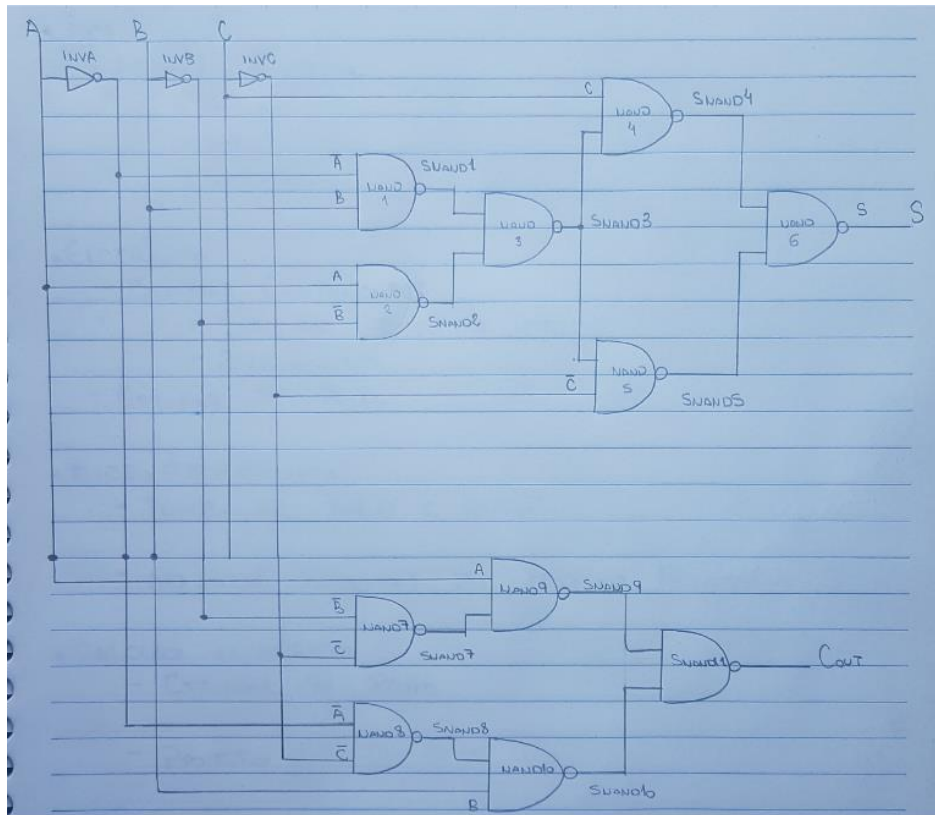 A B C
INVA INVB INVC
C SNAND4
NAND
4
A̅ SNAND1
B NAND
1
S S
NAND
3
SNAND3
NAND
6
A NAND
2
B̅ SNAND2
NAND
5
C̅
SNAND5
A NAND9 SNAND9
B̅
NAND7
C̅ SNAND7
SNAND11 COUT
A̅ SNAND8
NAND8
C̅
NAND10
SNAND10
B